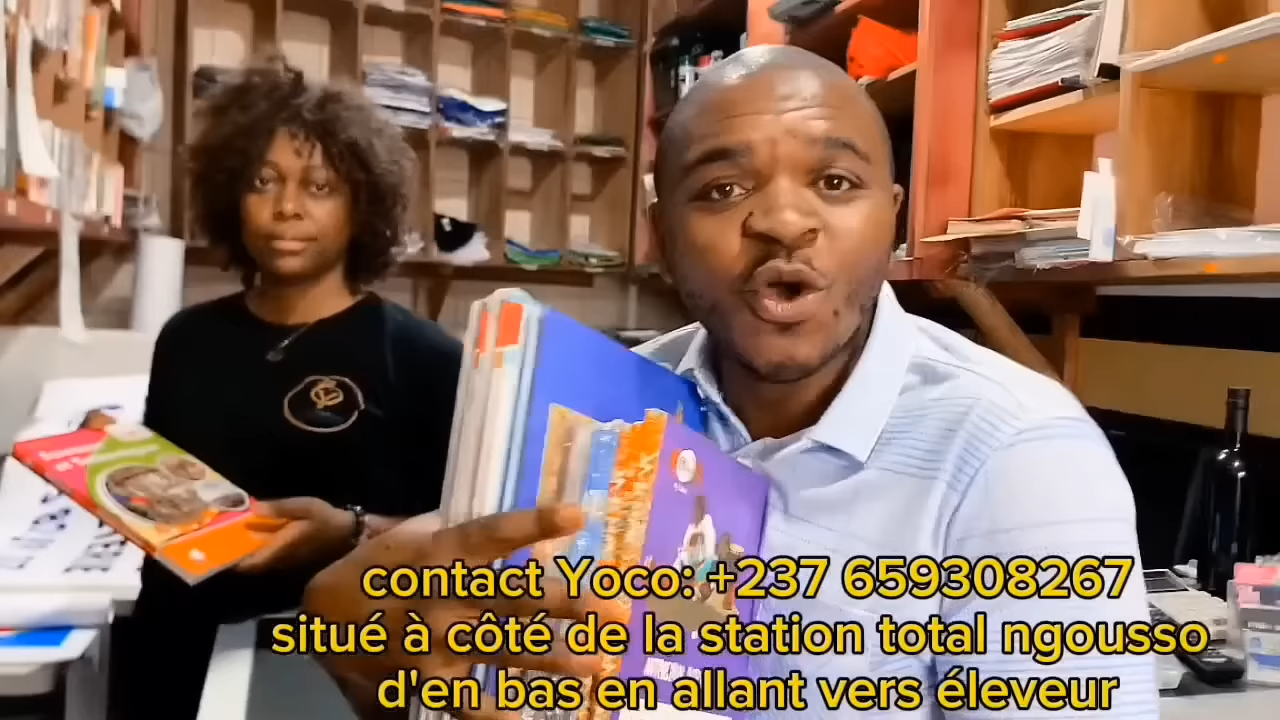 contact Yoco: +237 659308267
situé à côté de la station total ngousso
d'en bas en allant vers éleveur